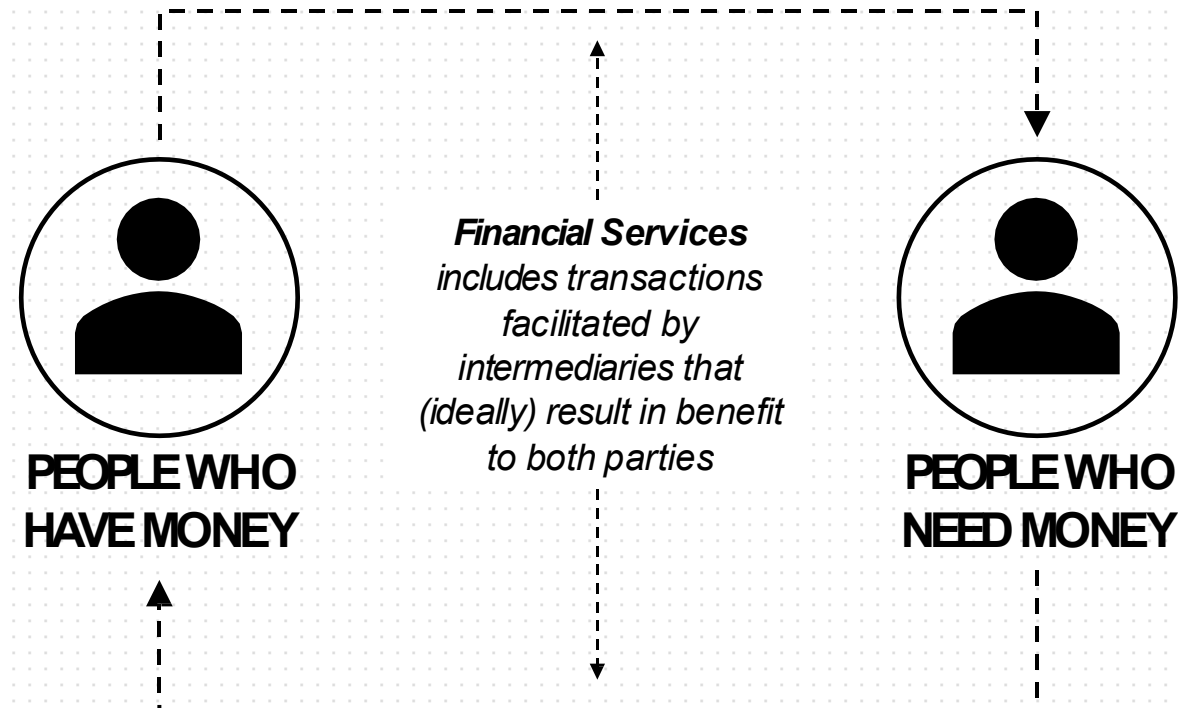 Financial Services
includes transactions
facilitated by
intermediaries that
(ideally) result in benefit
to both parties
PEOPLE WHO
HAVE MONEY
PEOPLE WHO
NEED MONEY